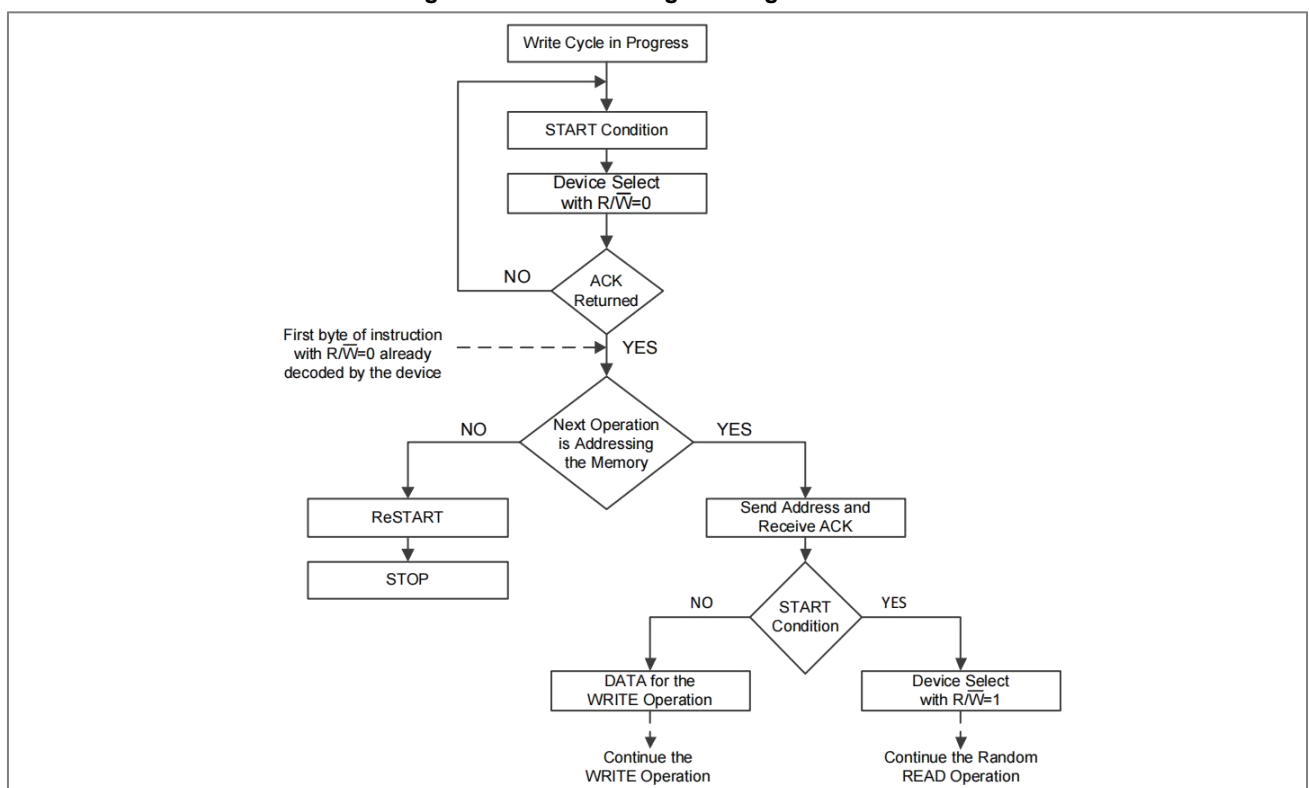 Write Cycle in Progress
START Condition
Device Select
with R/W̅=0
NO
ACK
Returned
First byte of instruction
with R/W̅=0 already
decoded by the device
YES
NO
Next Operation
is Addressing
the Memory
YES
ReSTART
Send Address and
Receive ACK
STOP
NO
START
Condition
YES
DATA for the
WRITE Operation
Device Select
with R/W̅=1
Continue the
WRITE Operation
Continue the Random
READ Operation